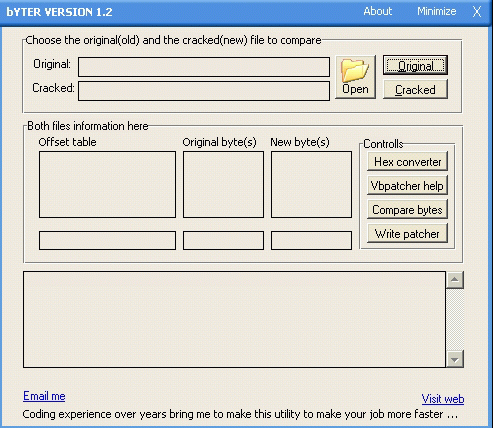 bYTER VERSION 1.2 About Minimize X
Choose the original(old) and the cracked(new) file to compare
Original: Original
Cracked: Open Cracked
Both files information here
Offset table Original byte(s) New byte(s) Controlls
Hex converter
Vbpatcher help
Compare bytes
Write patcher
Email me Visit web
Coding experience over years bring me to make this utility to make your job more faster ...